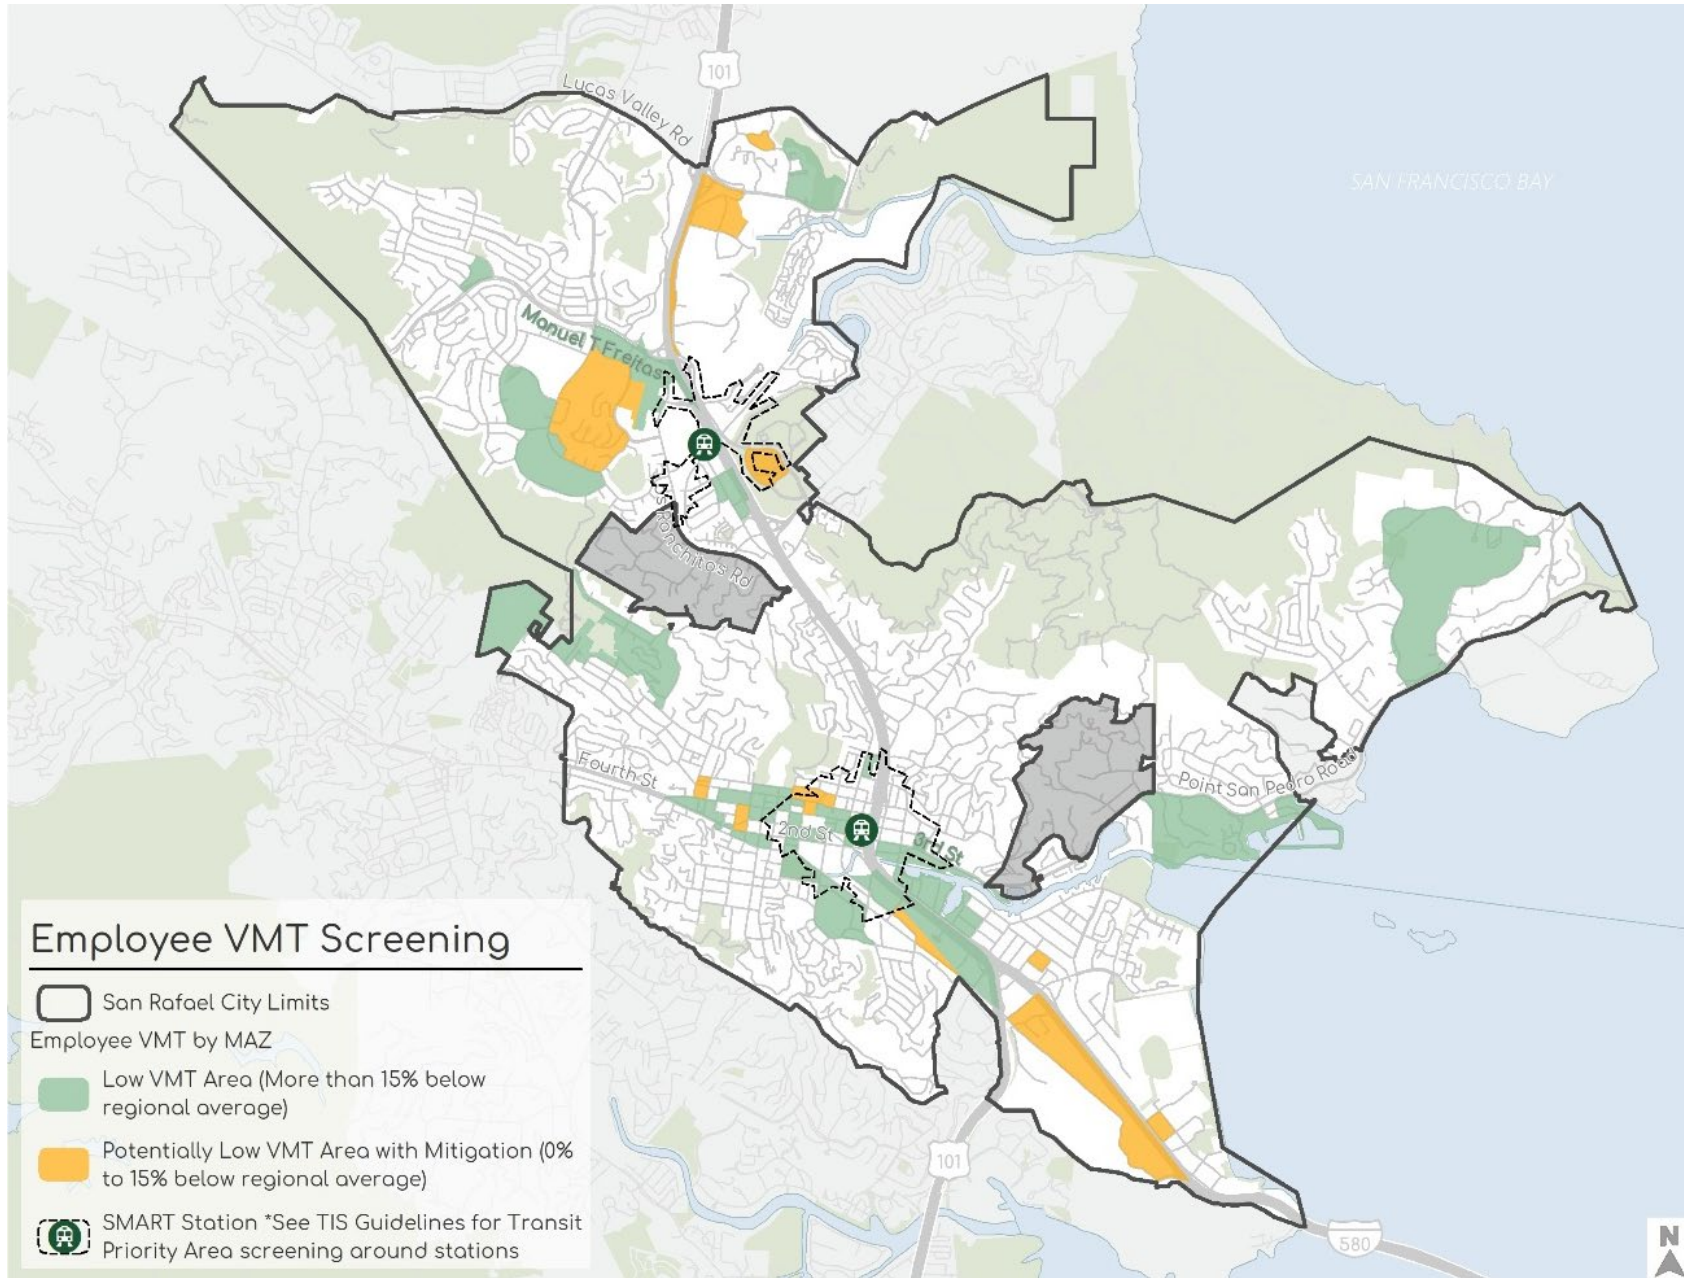 101
Lucas Valley Rd
SAN FRANCISCO BAY
Manuel T Freitas
Ranchitos Rd
Fourth St
Point San Pedro Road
2nd St
3rd St
Employee VMT Screening
San Rafael City Limits
Employee VMT by MAZ
Low VMT Area (More than 15% below
regional average)
Potentially Low VMT Area with Mitigation (0%
to 15% below regional average)
SMART Station *See TIS Guidelines for Transit
Priority Area screening around stations
101
580
N